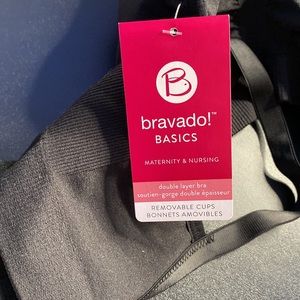 B
bravado!™
BASICS
MATERNITY & NURSING
double layer bra
soutien-gorge double épaisseur
REMOVABLE CUPS
BONNETS AMOVIBLES